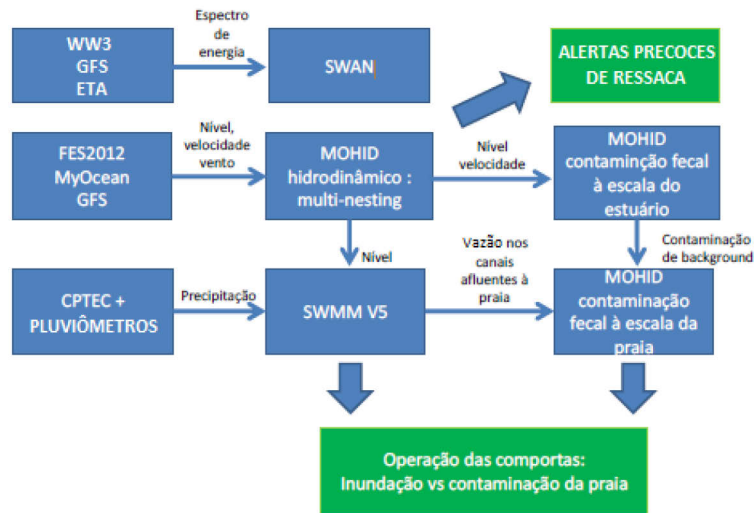 WW3
GFS
ETA
Espectro
de
energia
SWAN
ALERTAS PRECOCES
DE RESSACA
FES2012
MyOcean
GFS
Nível,
velocidade
vento
MOHID
hidrodinâmico :
multi-nesting
Nível
velocidade
MOHID
contaminção fecal
à escala do
estuário
Nível
Vazão nos
canais
afluentes à
praia
Contaminação
de background
CPTEC +
PLUVIÔMETROS
Precipitação
SWMM V5
MOHID
contaminação
fecal à escala da
praia
Operação das comportas:
Inundação vs contaminação da praia